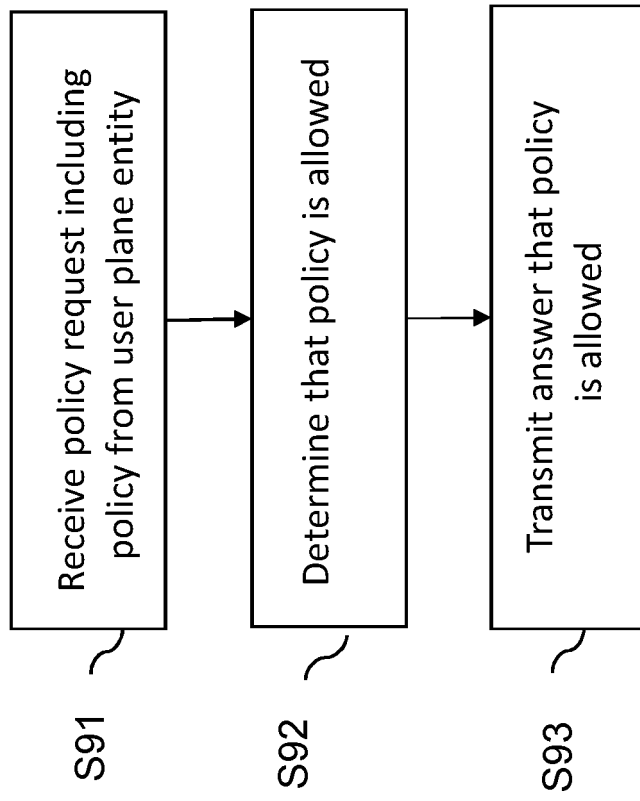 S91
Receive policy request including
policy from user plane entity
S92
Determine that policy is allowed
S93
Transmit answer that policy
is allowed